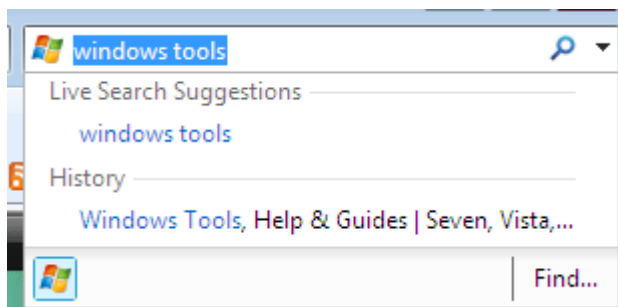 windows tools
Live Search Suggestions
windows tools
History
Windows Tools, Help & Guides | Seven, Vista,...
Find...